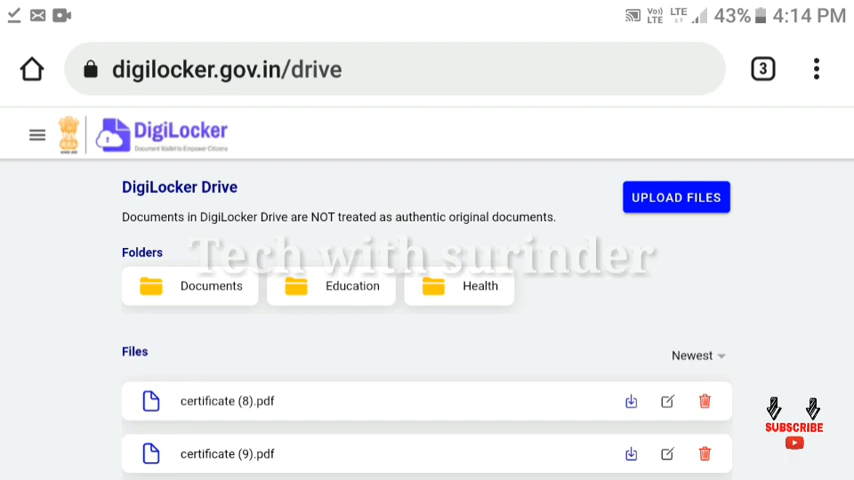 Vo)) LTE LTE 43% 4:14 PM
digilocker.gov.in/drive
3
DigiLocker
Document Wallet to Empower Citizens
DigiLocker Drive
UPLOAD FILES
Documents in DigiLocker Drive are NOT treated as authentic original documents.
Folders
Tech with surinder
Documents Education Health
Files
Newest
certificate (8).pdf
SUBSCRIBE
certificate (9).pdf